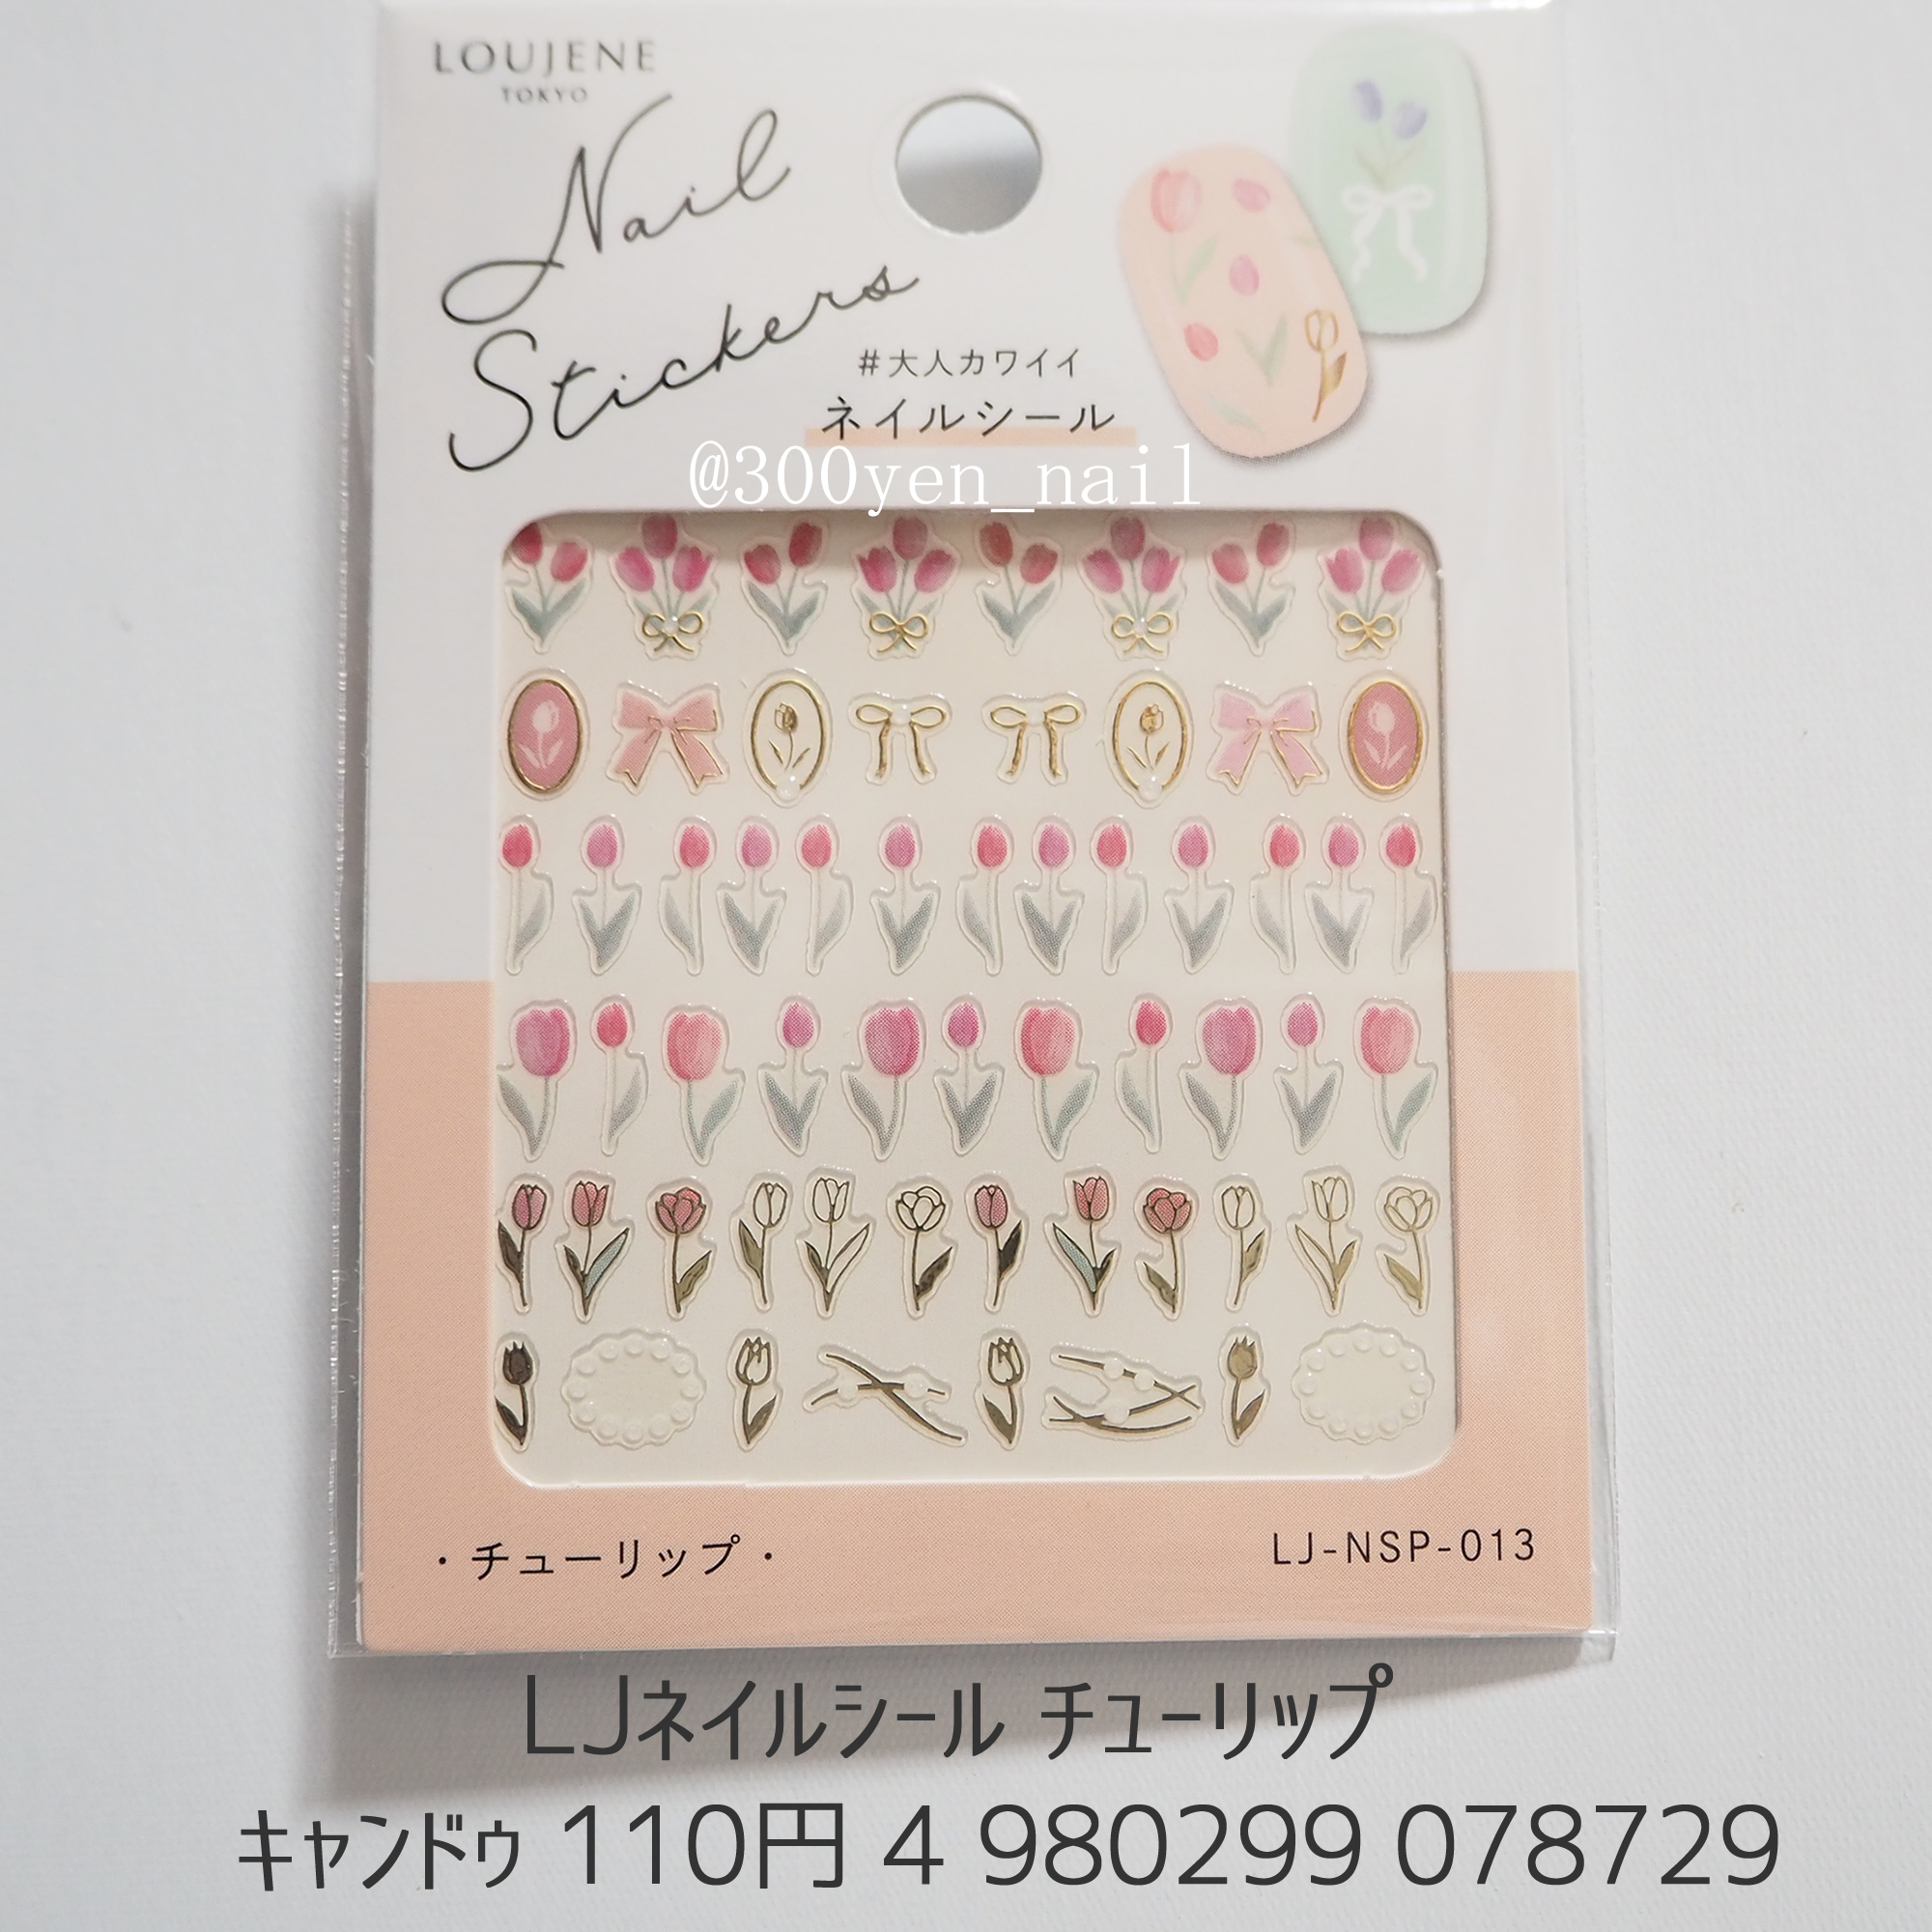 LOUJENE
TOKYO
Nail
Stickers
#大人カワイイ
ネイルシール
@300yen_nail
・チューリップ・
LJ-NSP-013
LJネイルシール チューリップ
キャンドゥ 110円 4 980299 078729